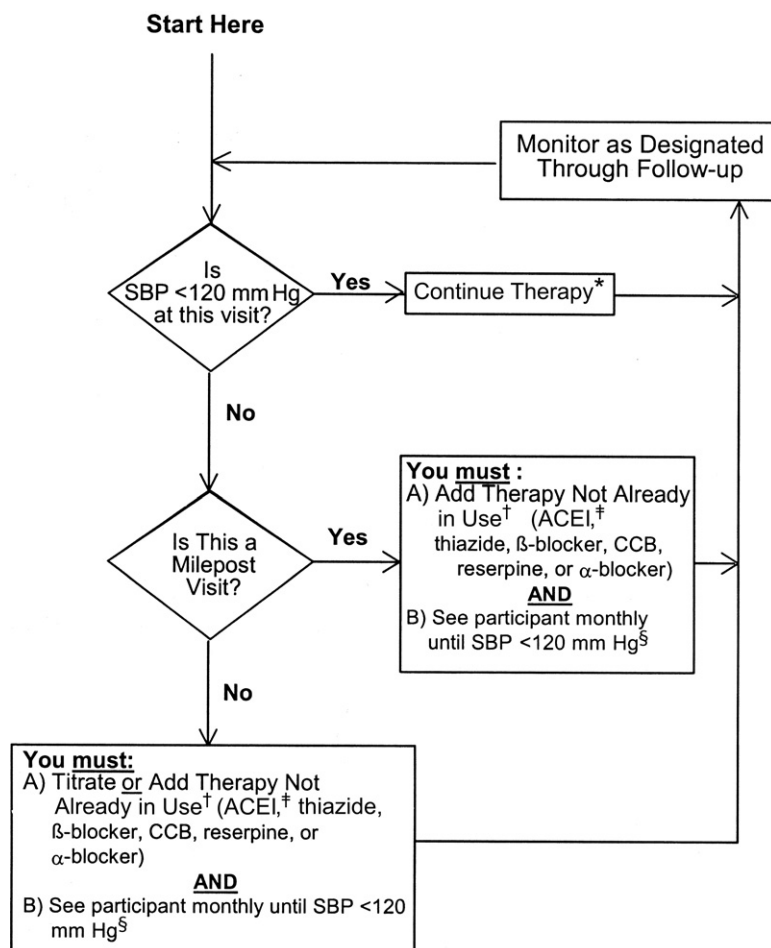 Start Here
Monitor as Designated
Through Follow-up
Is
SBP <120 mm Hg
at this visit?
Yes
Continue Therapy*
No
Is This a
Milepost
Visit?
Yes
You must :
A) Add Therapy Not Already
in Use† (ACEI,‡
thiazide, ß-blocker, CCB,
reserpine, or α-blocker)
AND
B) See participant monthly
until SBP <120 mm Hg§
No
You must:
A) Titrate or Add Therapy Not
Already in Use† (ACEI,‡ thiazide,
ß-blocker, CCB, reserpine, or
α-blocker)
AND
B) See participant monthly until SBP <120
mm Hg§